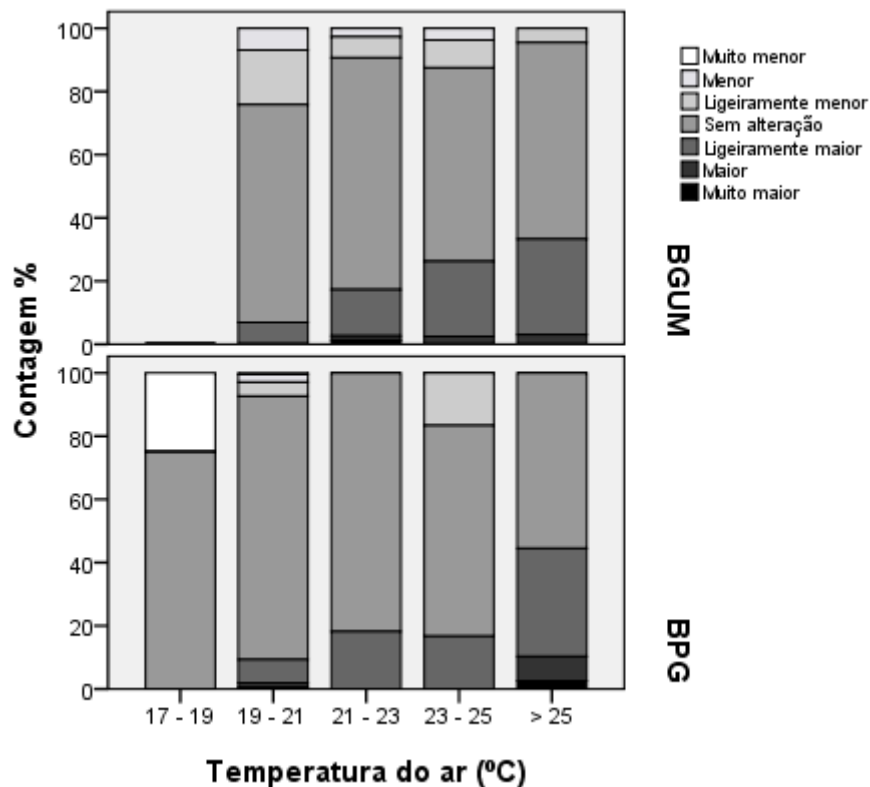 100
80
60
40
20
0
Muito menor
Menor
Ligeiramente menor
Sem alteração
Ligeiramente maior
Maior
Muito maior
BGUM
Contagem %
100
80
60
40
20
0
BPG
17 - 19
19 - 21
21 - 23
23 - 25
> 25
Temperatura do ar (ºC)